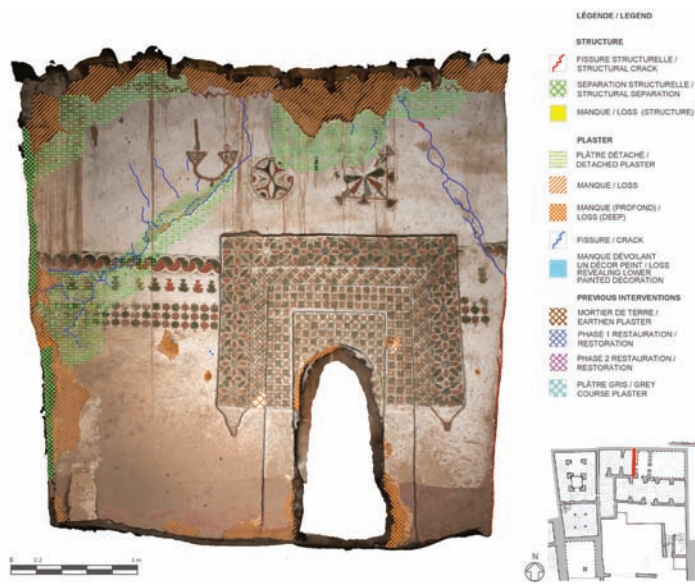 LÉGENDE / LEGEND
STRUCTURE
FISSURE STRUCTURELLE /
STRUCTURAL CRACK
SEPARATION STRUCTURELLE /
STRUCTURAL SEPARATION
MANQUE / LOSS (STRUCTURE)
PLASTER
PLÂTRE DÉTACHÉ /
DETACHED PLASTER
MANQUE / LOSS
MANQUE (PROFOND) /
LOSS (DEEP)
FISSURE / CRACK
MANQUE DÉVOILANT
UN DÉCOR PEINT / LOSS
REVEALING LOWER
PAINTED DECORATION
PREVIOUS INTERVENTIONS
MORTIER DE TERRE /
EARTHEN PLASTER
PHASE 1 RESTAURATION /
RESTORATION
PHASE 2 RESTAURATION /
RESTORATION
PLÂTRE GRIS / GREY
COURSE PLASTER
N